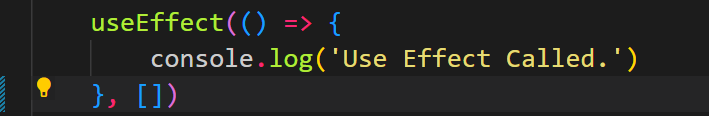 useEffect(() => {
console.log('Use Effect Called.')
}, [])